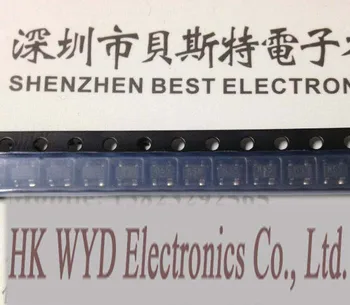 深圳市貝斯特電子
SHENZHEN BEST ELECTRON
HK WYD Electronics Co., Ltd.